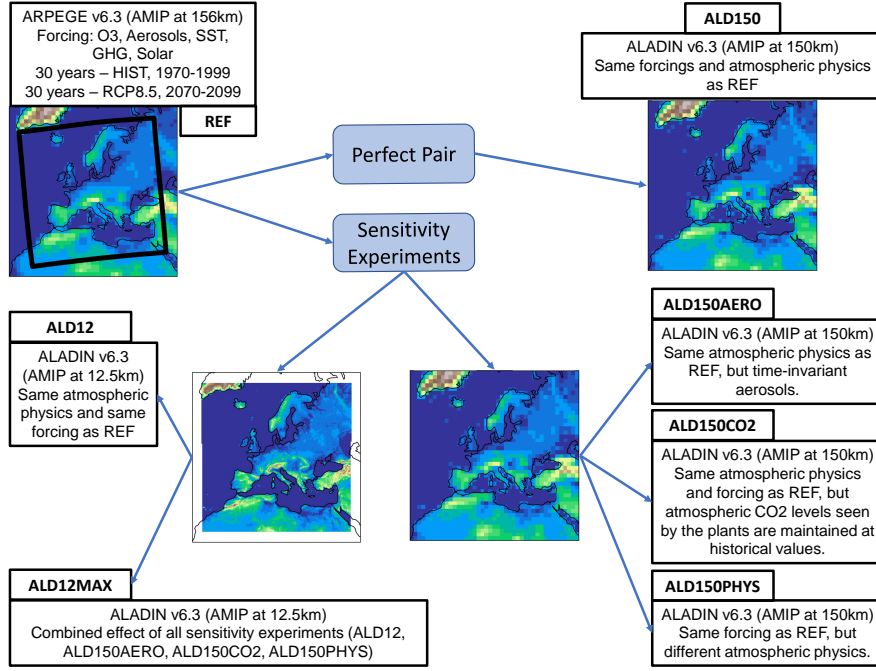 ARPEGE v6.3 (AMIP at 156km)
Forcing: O3, Aerosols, SST,
GHG, Solar
30 years – HIST, 1970-1999
30 years – RCP8.5, 2070-2099
REF
ALD150
ALADIN v6.3 (AMIP at 150km)
Same forcings and atmospheric physics
as REF
Perfect Pair
Sensitivity
Experiments
ALD12
ALADIN v6.3
(AMIP at 12.5km)
Same atmospheric
physics and same
forcing as REF
ALD150AERO
ALADIN v6.3 (AMIP at 150km)
Same atmospheric physics as
REF, but time-invariant
aerosols.
ALD150CO2
ALADIN v6.3 (AMIP at 150km)
Same atmospheric physics
and forcing as REF, but
atmospheric CO2 levels seen
by the plants are maintained at
historical values.
ALD12MAX
ALADIN v6.3 (AMIP at 12.5km)
Combined effect of all sensitivity experiments (ALD12,
ALD150AERO, ALD150CO2, ALD150PHYS)
ALD150PHYS
ALADIN v6.3 (AMIP at 150km)
Same forcing as REF, but
different atmospheric physics.